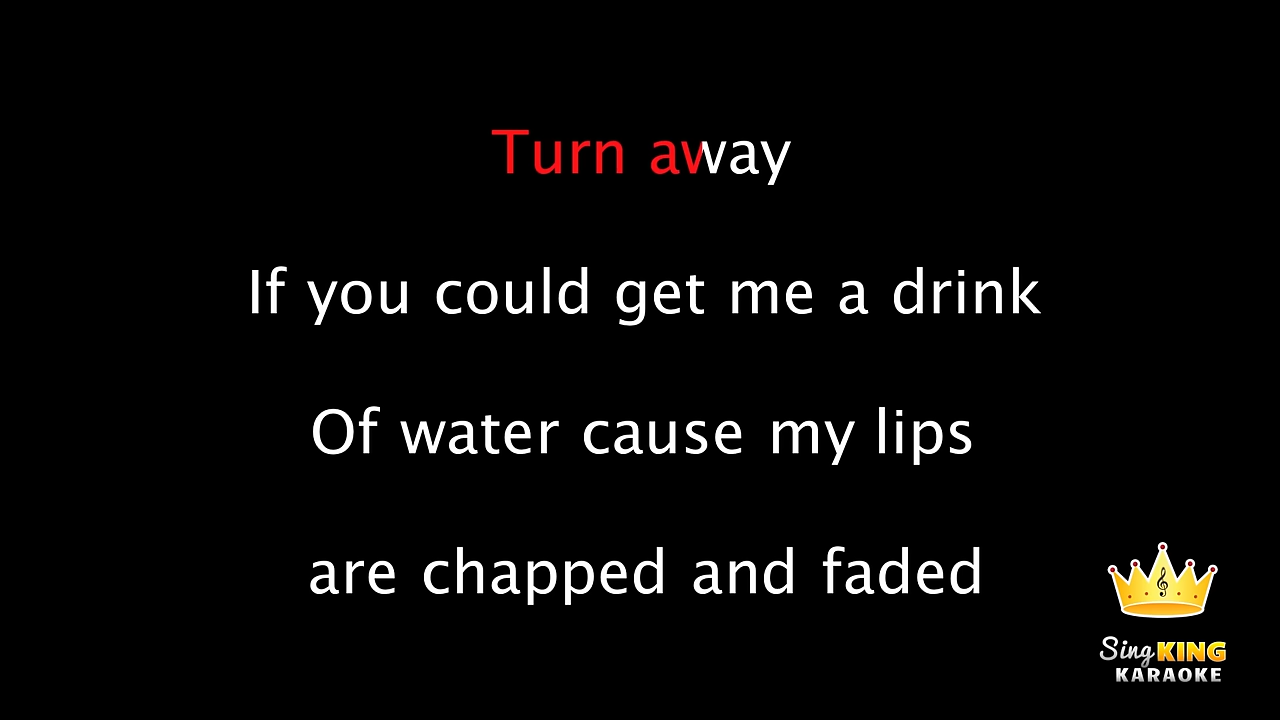 Turn away
If you could get me a drink
Of water cause my lips
are chapped and faded
Sing KING
KARAOKE